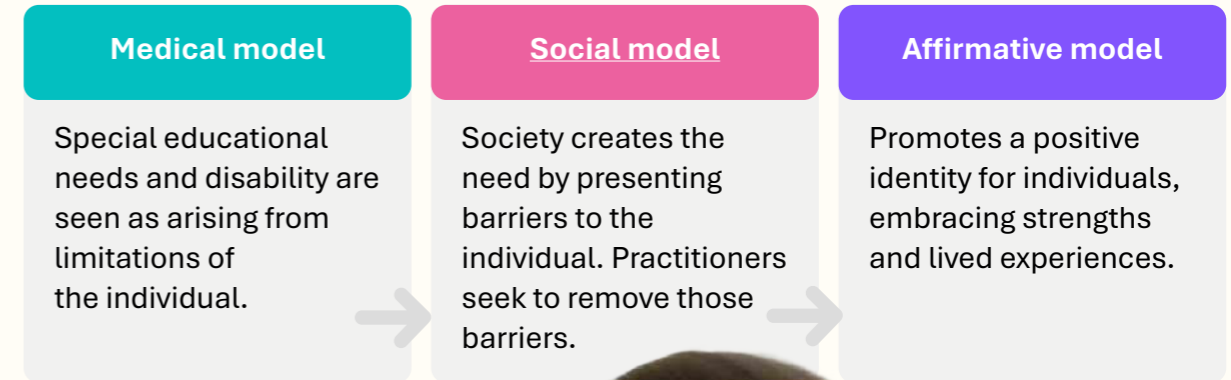 Medical model
Special educational
needs and disability are
seen as arising from
limitations of
the individual.
Social model
Society creates the
need by presenting
barriers to the
individual. Practitioners
seek to remove those
barriers.
Affirmative model
Promotes a positive
identity for individuals,
embracing strengths
and lived experiences.